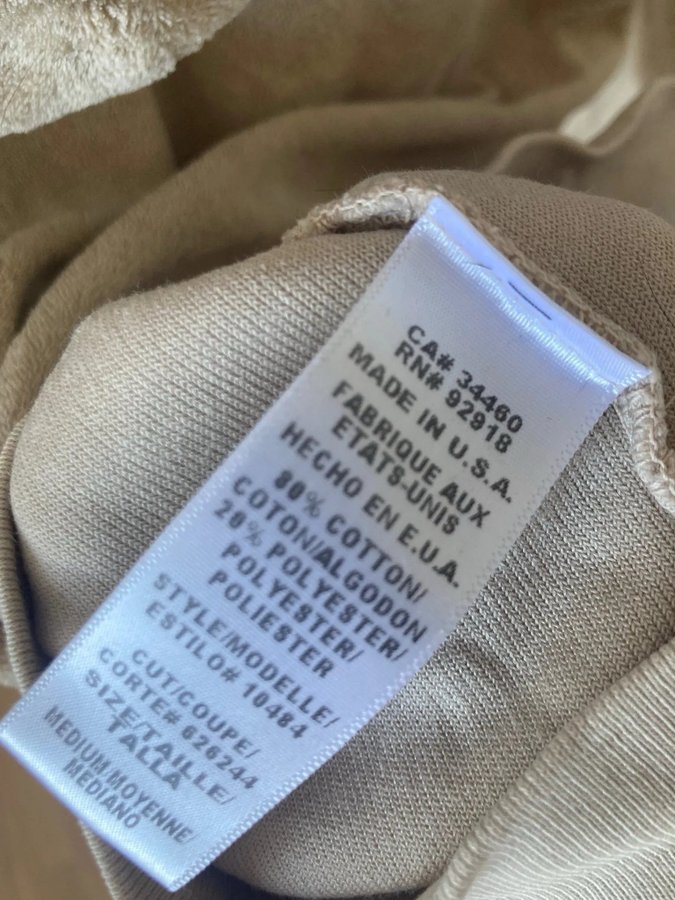 CA# 34460
RN# 92918
MADE IN U.S.A.
FABRIQUE AUX
ETATS-UNIS
HECHO EN E.U.A.
80% COTTON/
COTON/ALGODON
20% POLYESTER/
POLYESTER/
POLIESTER
STYLE/MODELLE/
ESTILO# 10484
CUT/COUPE/
CORTE# 626244
SIZE/TAILLE/
TALLA
MEDIUM/MOYENNE/
MEDIANO